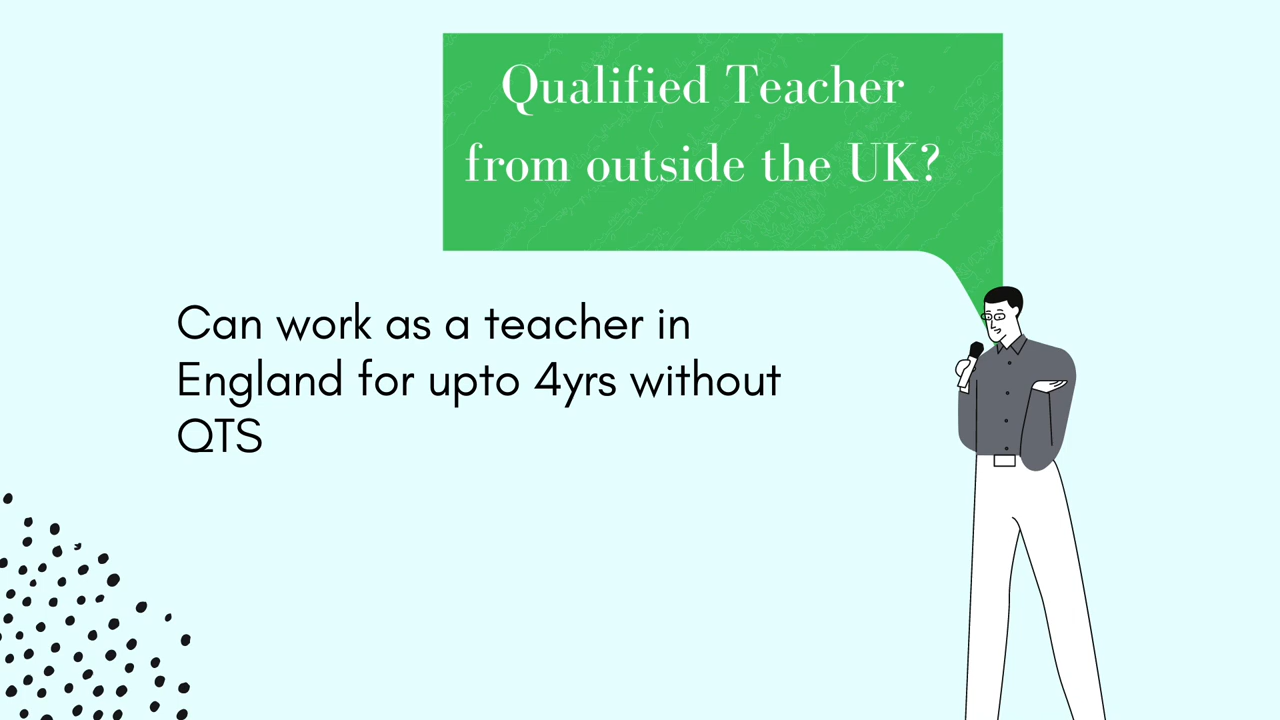 Qualified Teacher
from outside the UK?
Can work as a teacher in
England for upto 4yrs without
QTS